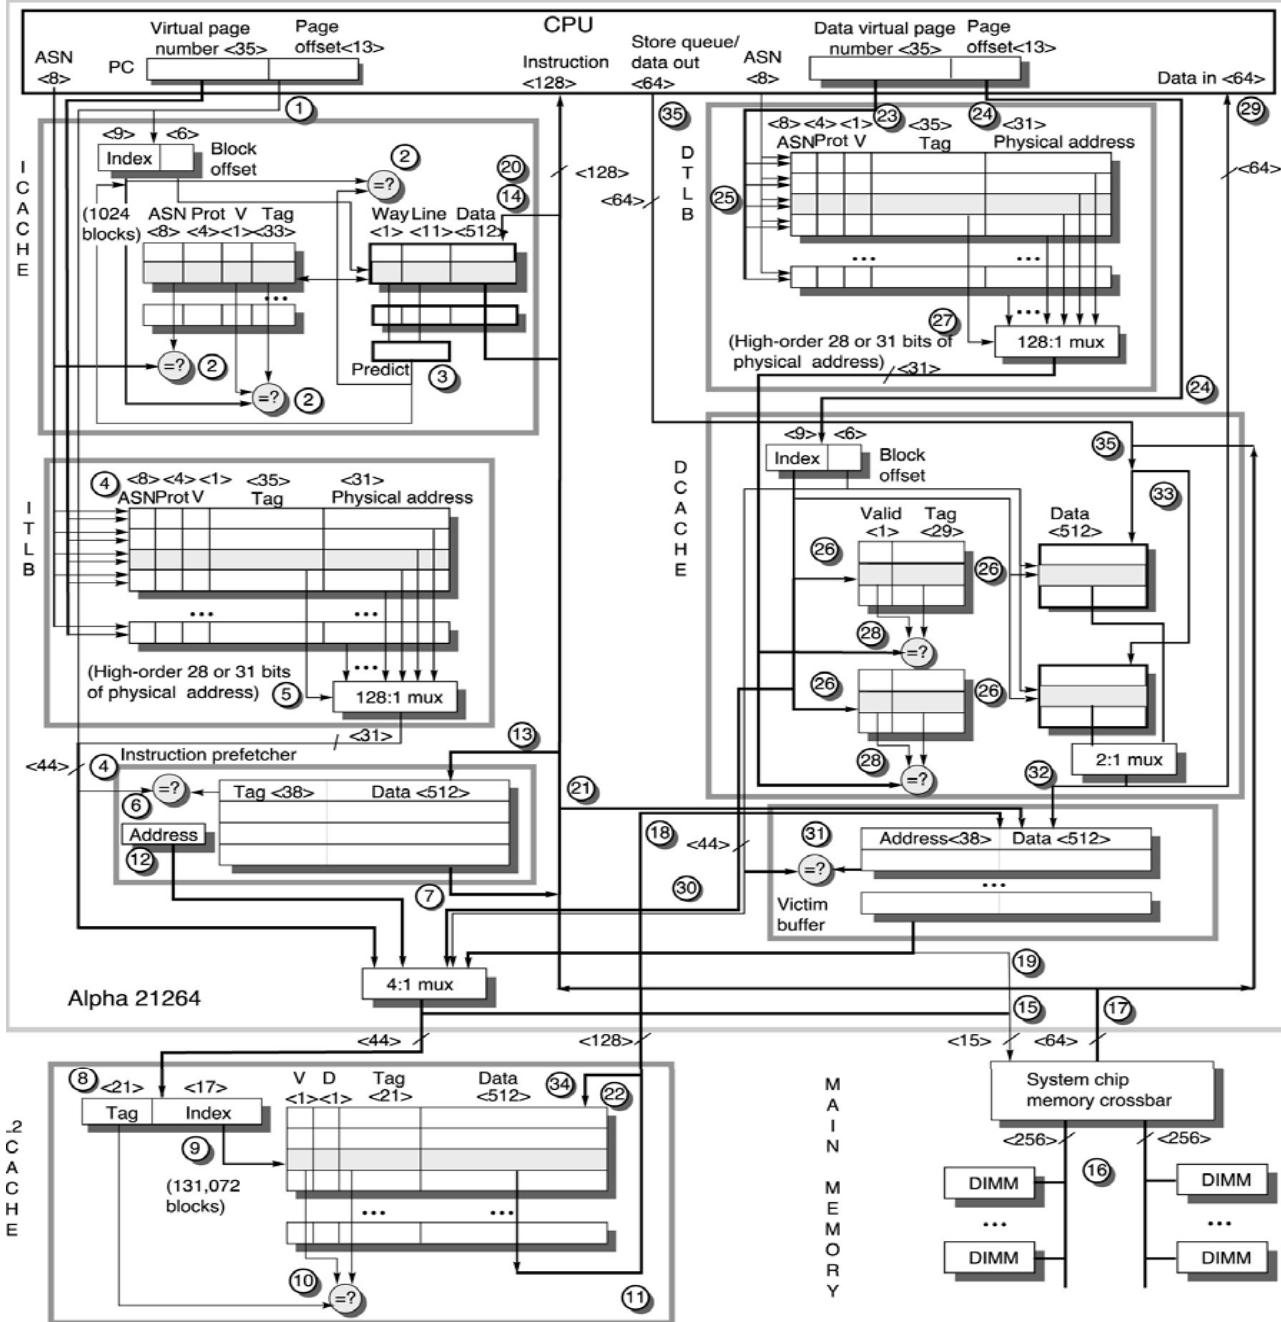 CPU
Virtual page
number <35>
Page
offset<13>
ASN
<8>
PC
Instruction
<128>
Store queue/
data out
<64>
ASN
<8>
Data virtual page
number <35>
Page
offset<13>
Data in <64>
1
ICACHE
<9> <6>
Index
Block
offset
2
=?
(1024
blocks)
ASN Prot V Tag
<8> <4> <1> <33>
...
=?
2
=?
2
20
14
Way Line Data
<1> <11> <512>
Predict
3
<128>
35
<64>
DTLB
23
24
<8> <4> <1> <35> <31>
ASN Prot V Tag Physical address
25
...
...
27
128:1 mux
(High-order 28 or 31 bits of
physical address)
<31>
29
<64>
24
ITLB
4
<8> <4> <1> <35> <31>
ASN Prot V Tag Physical address
...
...
...
(High-order 28 or 31 bits
of physical address)
5
128:1 mux
<31>
DCACHE
<9> <6>
Index
Block
offset
35
33
Valid Tag
<1> <29>
Data
<512>
26
26
28
=?
26
26
28
=?
2:1 mux
32
<44>
4
Instruction prefetcher
13
6
=?
Tag <38> Data <512>
Address
12
7
21
18
<44>
30
31
=?
Address<38> Data <512>
...
Victim
buffer
4:1 mux
Alpha 21264
19
15
17
<44>
<128>
<15> <64>
L2 CACHE
8
<21> <17>
Tag Index
9
(131,072
blocks)
V D Tag Data
<1> <1> <21> <512>
34
22
... ...
10
=?
11
MAIN MEMORY
System chip
memory crossbar
<256> <256>
16
DIMM DIMM
... ...
DIMM DIMM